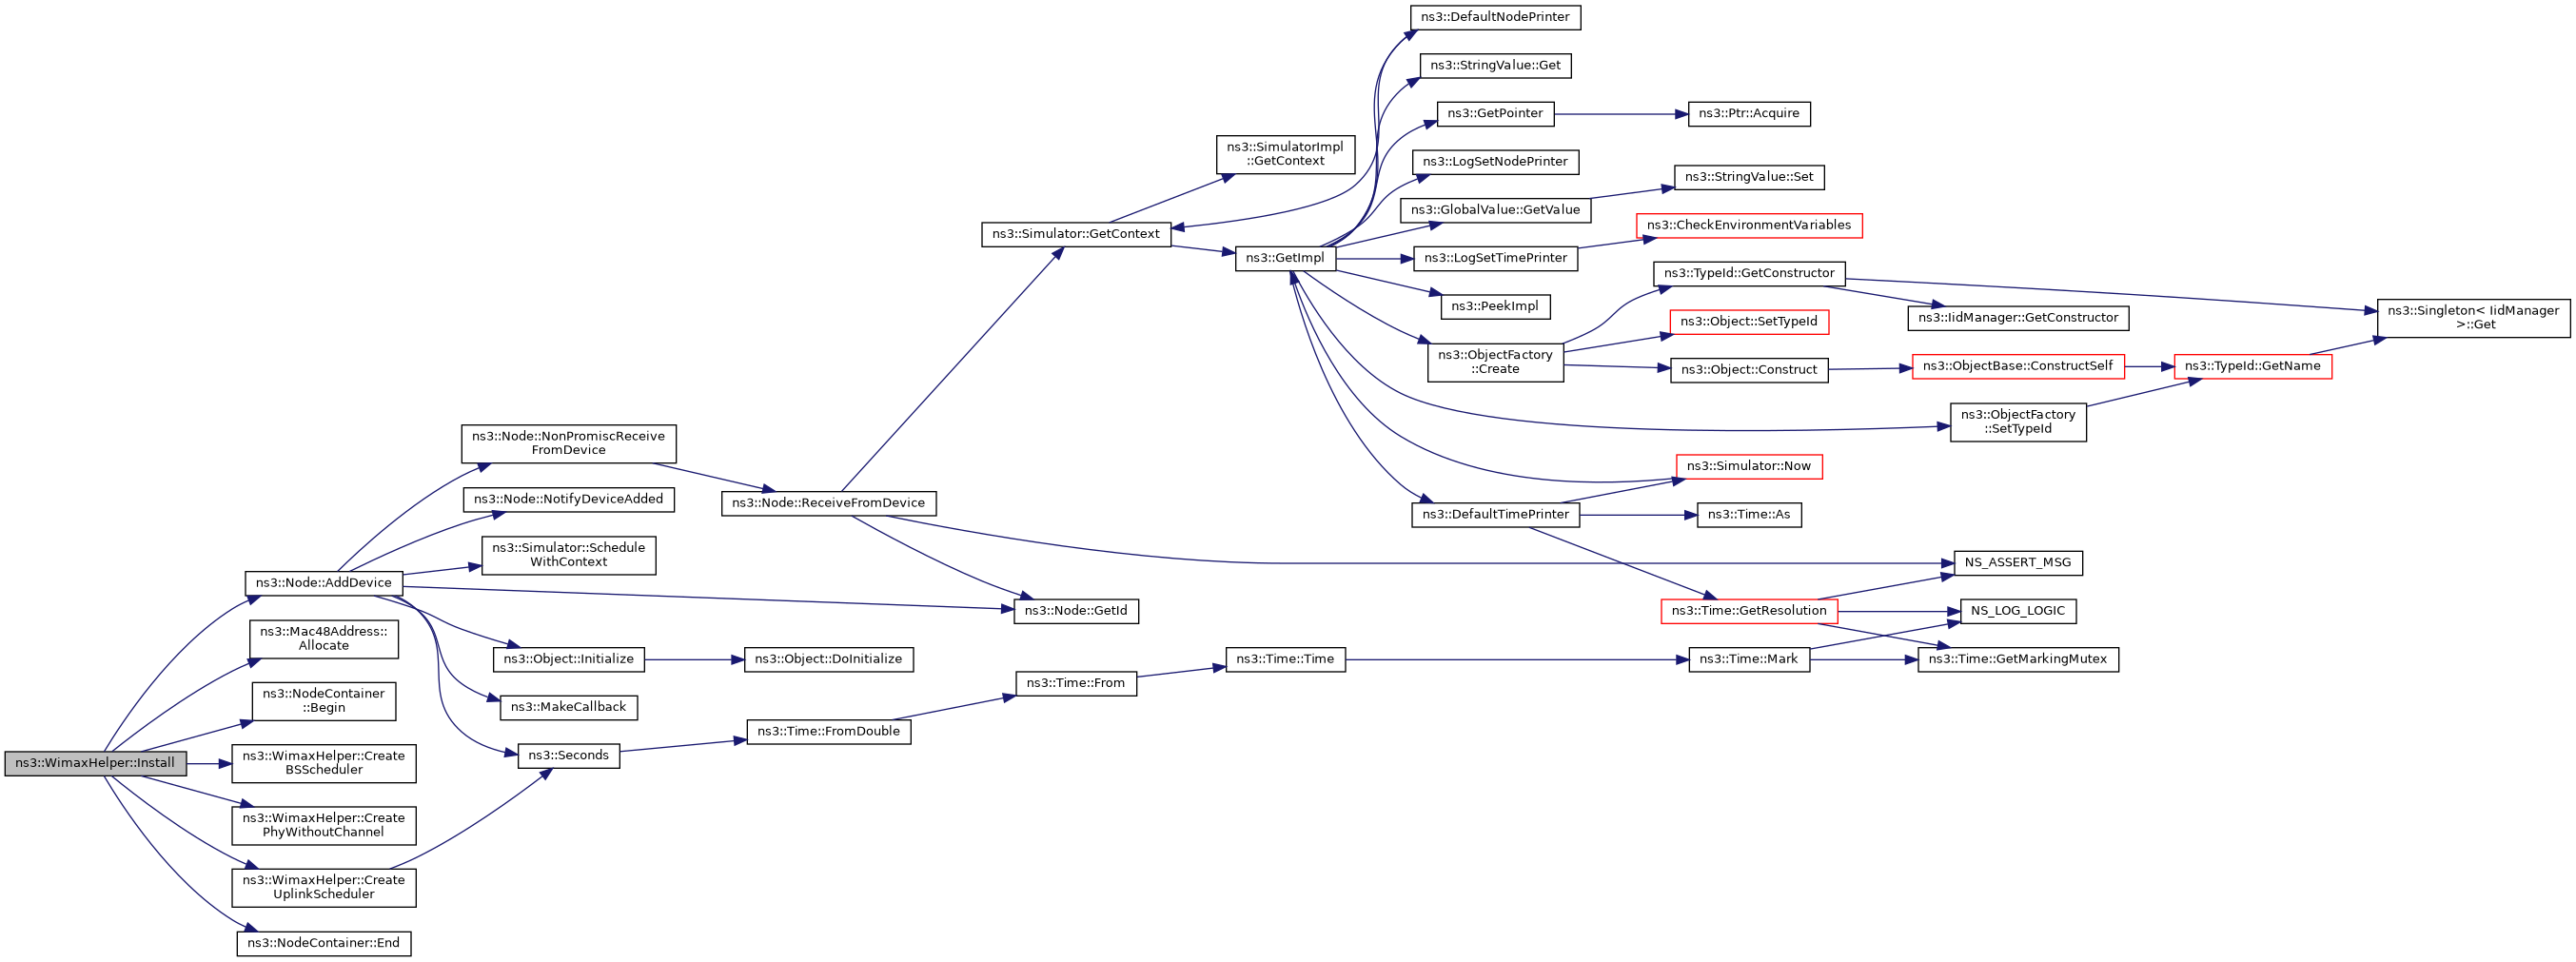 ns3::WimaxHelper::Install
ns3::Node::AddDevice
ns3::Mac48Address::
Allocate
ns3::NodeContainer
::Begin
ns3::WimaxHelper::Create
BSScheduler
ns3::WimaxHelper::Create
PhyWithoutChannel
ns3::WimaxHelper::Create
UplinkScheduler
ns3::NodeContainer::End
ns3::Node::NonPromiscReceive
FromDevice
ns3::Node::NotifyDeviceAdded
ns3::Simulator::Schedule
WithContext
ns3::Object::Initialize
ns3::MakeCallback
ns3::Seconds
ns3::Node::ReceiveFromDevice
ns3::Object::DoInitialize
ns3::Time::FromDouble
ns3::Simulator::GetContext
ns3::Node::GetId
ns3::Time::From
ns3::SimulatorImpl
::GetContext
ns3::GetImpl
ns3::Time::Time
ns3::DefaultNodePrinter
ns3::StringValue::Get
ns3::GetPointer
ns3::LogSetNodePrinter
ns3::GlobalValue::GetValue
ns3::LogSetTimePrinter
ns3::PeekImpl
ns3::ObjectFactory
::Create
ns3::DefaultTimePrinter
ns3::Ptr::Acquire
ns3::StringValue::Set
ns3::CheckEnvironmentVariables
ns3::TypeId::GetConstructor
ns3::Object::SetTypeId
ns3::Object::Construct
ns3::Simulator::Now
ns3::Time::As
ns3::Time::GetResolution
ns3::Time::Mark
ns3::IidManager::GetConstructor
ns3::ObjectBase::ConstructSelf
ns3::ObjectFactory
::SetTypeId
NS_ASSERT_MSG
NS_LOG_LOGIC
ns3::Time::GetMarkingMutex
ns3::TypeId::GetName
ns3::Singleton< IidManager
>::Get